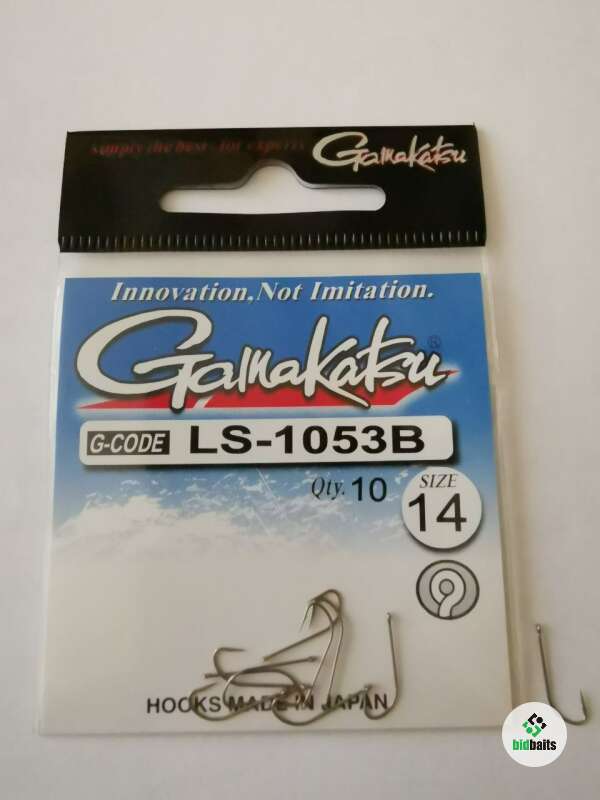 Simply the best - for experts Gamakatsu
Innovation, Not Imitation.
Gamakatsu®
G-CODE LS-1053B
Qty. 10
SIZE
14
HOOKS MADE IN JAPAN
bidbaits